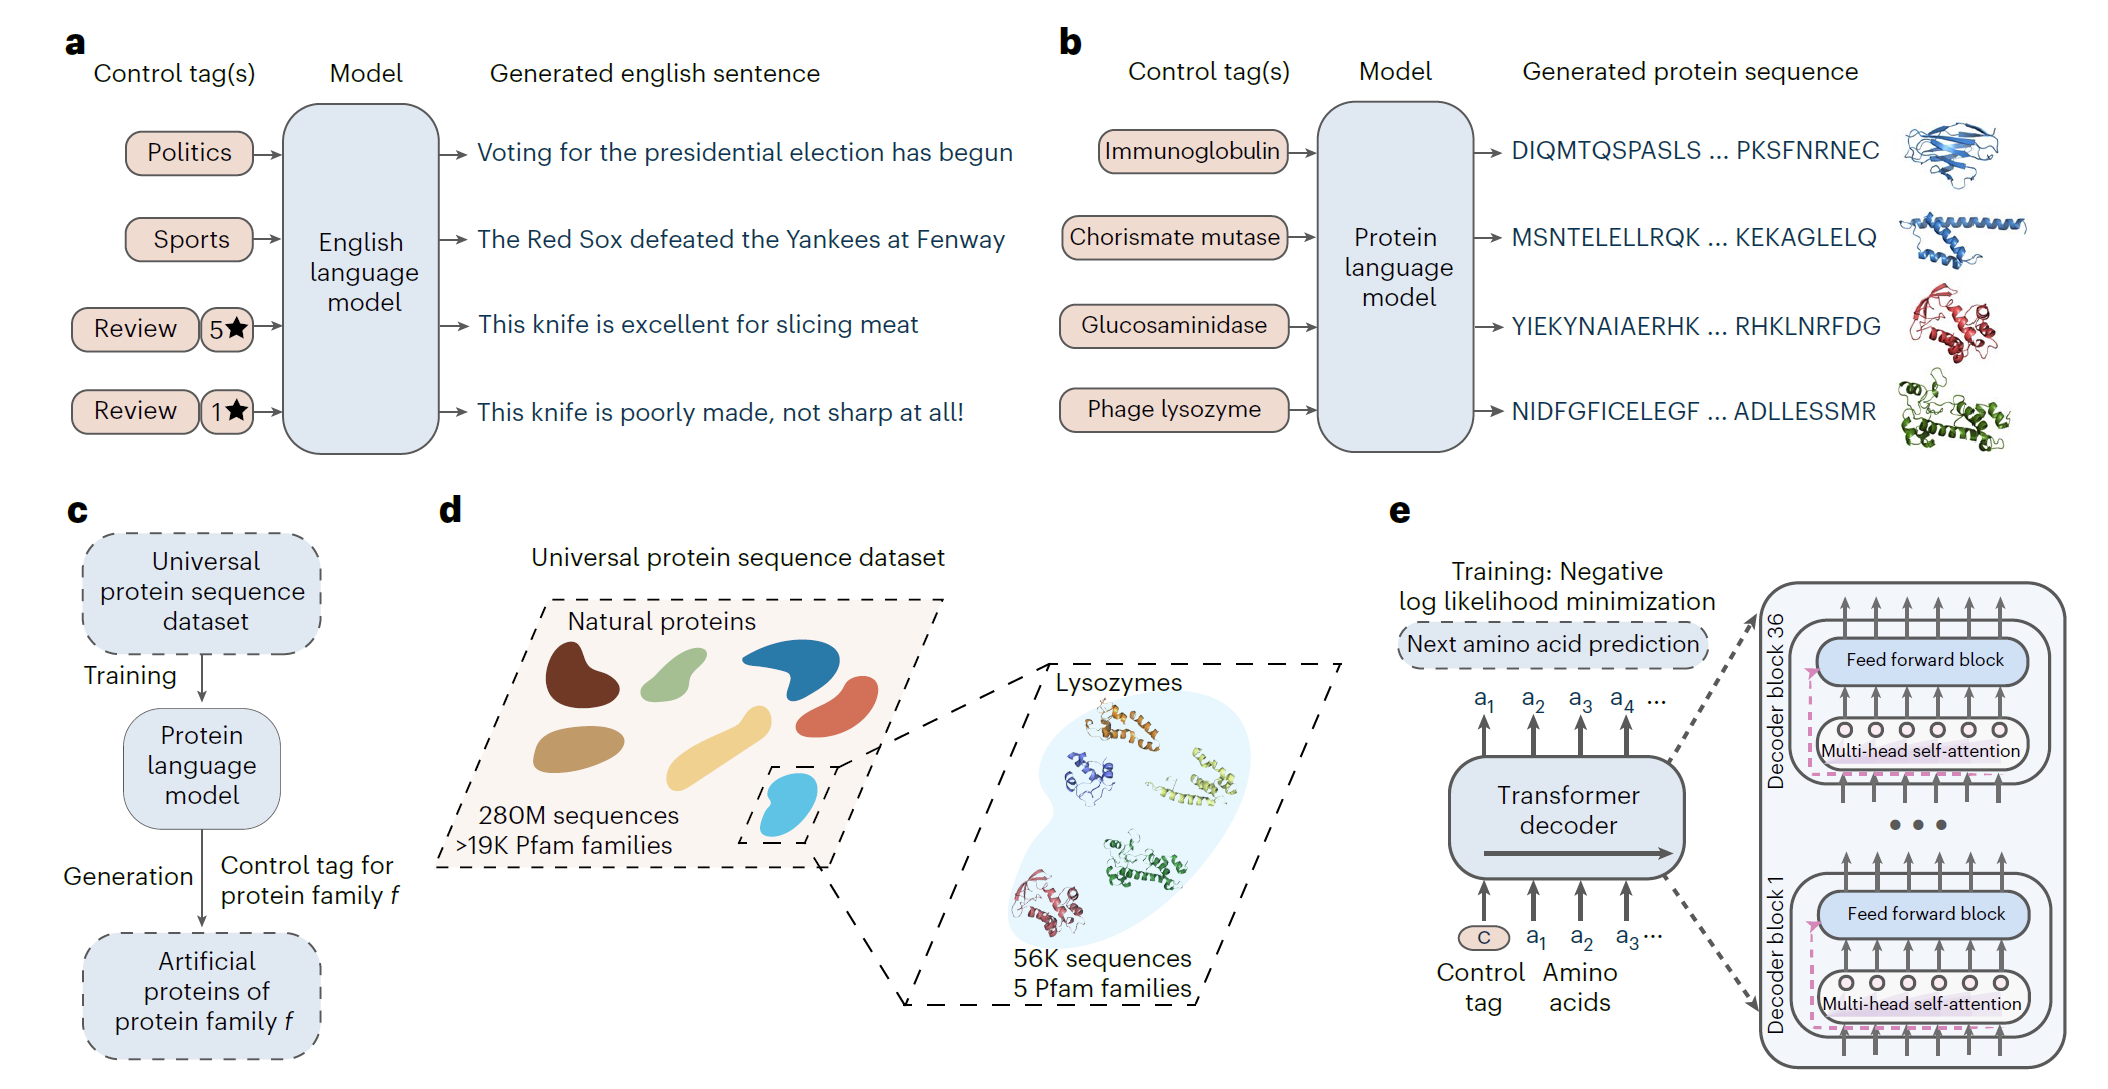 a
Control tag(s)
Model
Generated english sentence
Politics
Voting for the presidential election has begun
Sports
The Red Sox defeated the Yankees at Fenway
English
language
model
Review
5★
This knife is excellent for slicing meat
Review
1★
This knife is poorly made, not sharp at all!
b
Control tag(s)
Model
Generated protein sequence
Immunoglobulin
DIQMTQSPASLS ... PKSFNRNEC
Chorismate mutase
MSNTELELLRQK ... KEKAGLELQ
Protein
language
model
Glucosaminidase
YIEKYNAIAERHK ... RHKLNRFDG
Phage lysozyme
NIDFGFICELEGF ... ADLLESSMR
c
Universal
protein sequence
dataset
Training
Protein
language
model
Generation
Control tag for
protein family f
Artificial
proteins of
protein family f
d
Universal protein sequence dataset
Natural proteins
280M sequences
>19K Pfam families
Lysozymes
56K sequences
5 Pfam families
e
Training: Negative
log likelihood minimization
Next amino acid prediction
a1 a2 a3 a4 ...
Transformer
decoder
C a1 a2 a3 ...
Control
tag
Amino
acids
Decoder block 36
Feed forward block
Multi-head self-attention
Decoder block 1
Feed forward block
Multi-head self-attention